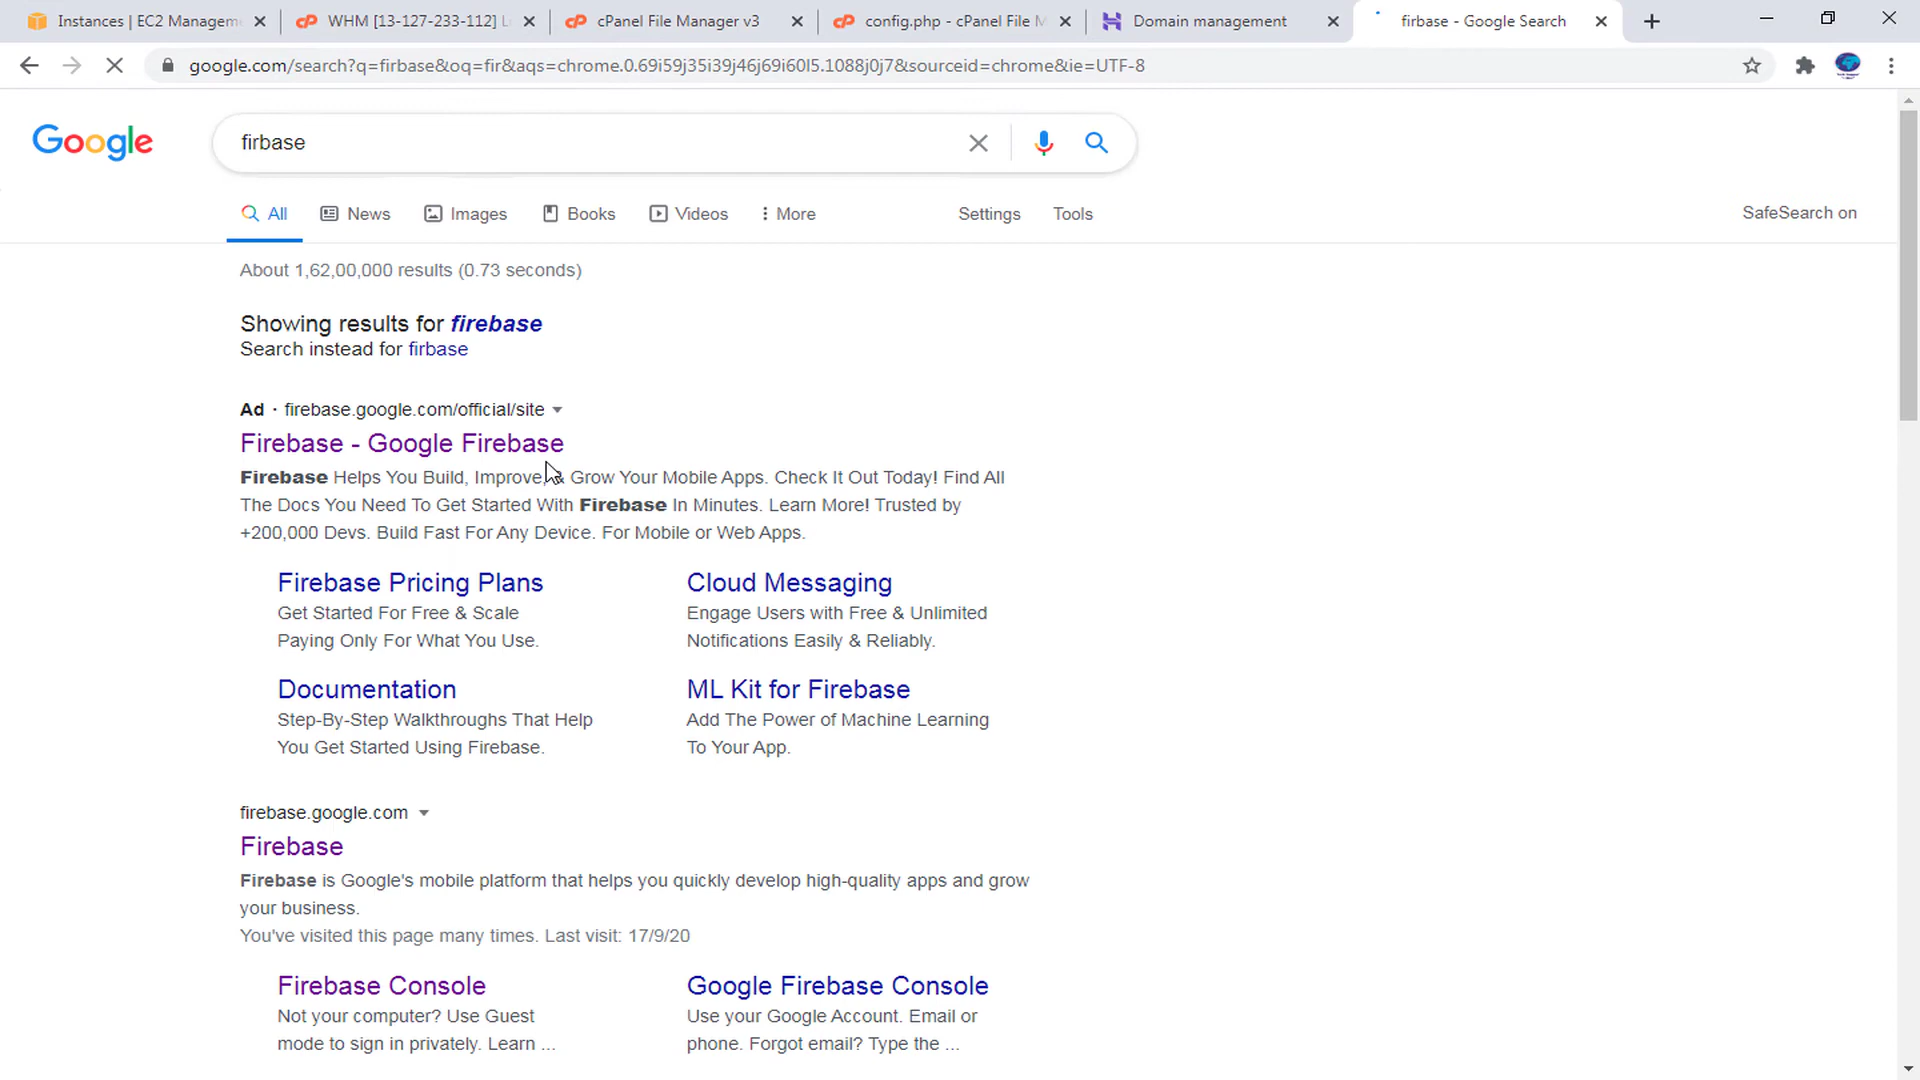 Instances | EC2 Managem
WHM [13-127-233-112] L
cPanel File Manager v3
config.php - cPanel File M
Domain management
firbase - Google Search
google.com/search?q=firbase&oq=fir&aqs=chrome.0.69i59j35i39j46j69i60l5.1088j0j7&sourceid=chrome&ie=UTF-8
Google
firbase
All
News
Images
Books
Videos
More
Settings
Tools
SafeSearch on
About 1,62,00,000 results (0.73 seconds)
Showing results for firebase
Search instead for firbase
Ad · firebase.google.com/official/site
Firebase - Google Firebase
Firebase Helps You Build, Improve, & Grow Your Mobile Apps. Check It Out Today! Find All
The Docs You Need To Get Started With Firebase In Minutes. Learn More! Trusted by
+200,000 Devs. Build Fast For Any Device. For Mobile or Web Apps.
Firebase Pricing Plans
Get Started For Free & Scale
Paying Only For What You Use.
Cloud Messaging
Engage Users with Free & Unlimited
Notifications Easily & Reliably.
Documentation
Step-By-Step Walkthroughs That Help
You Get Started Using Firebase.
ML Kit for Firebase
Add The Power of Machine Learning
To Your App.
firebase.google.com
Firebase
Firebase is Google's mobile platform that helps you quickly develop high-quality apps and grow
your business.
You've visited this page many times. Last visit: 17/9/20
Firebase Console
Not your computer? Use Guest
mode to sign in privately. Learn ...
Google Firebase Console
Use your Google Account. Email or
phone. Forgot email? Type the ...